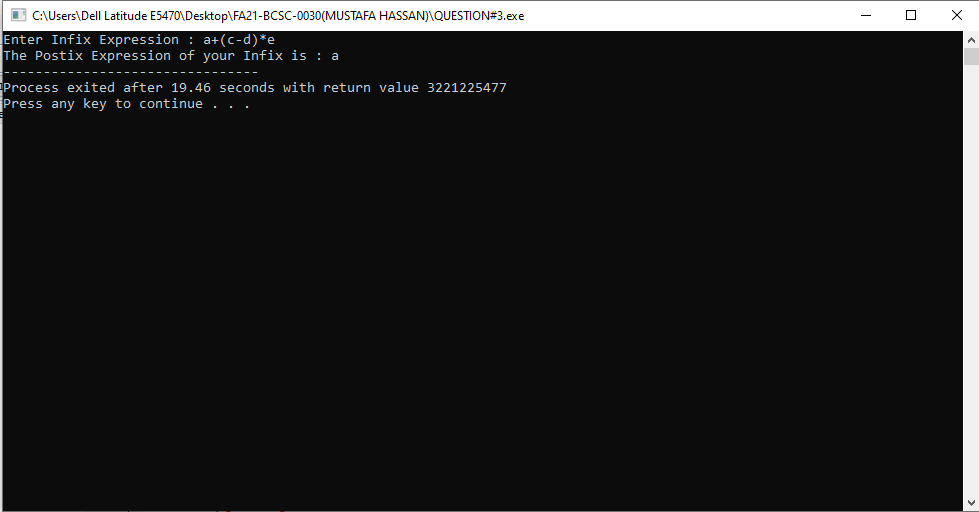 C:\Users\Dell Latitude E5470\Desktop\FA21-BCSC-0030(MUSTAFA HASSAN)\QUESTION#3.exe
Enter Infix Expression : a+(c-d)*e
The Postix Expression of your Infix is : a
--------------------------------
Process exited after 19.46 seconds with return value 3221225477
Press any key to continue . . .